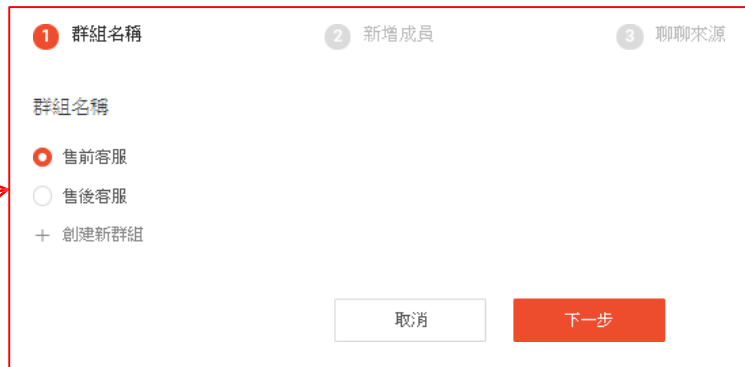 1 群組名稱 2 新增成員 3 聊聊來源
群組名稱
售前客服
售後客服
+ 創建新群組
取消 下一步